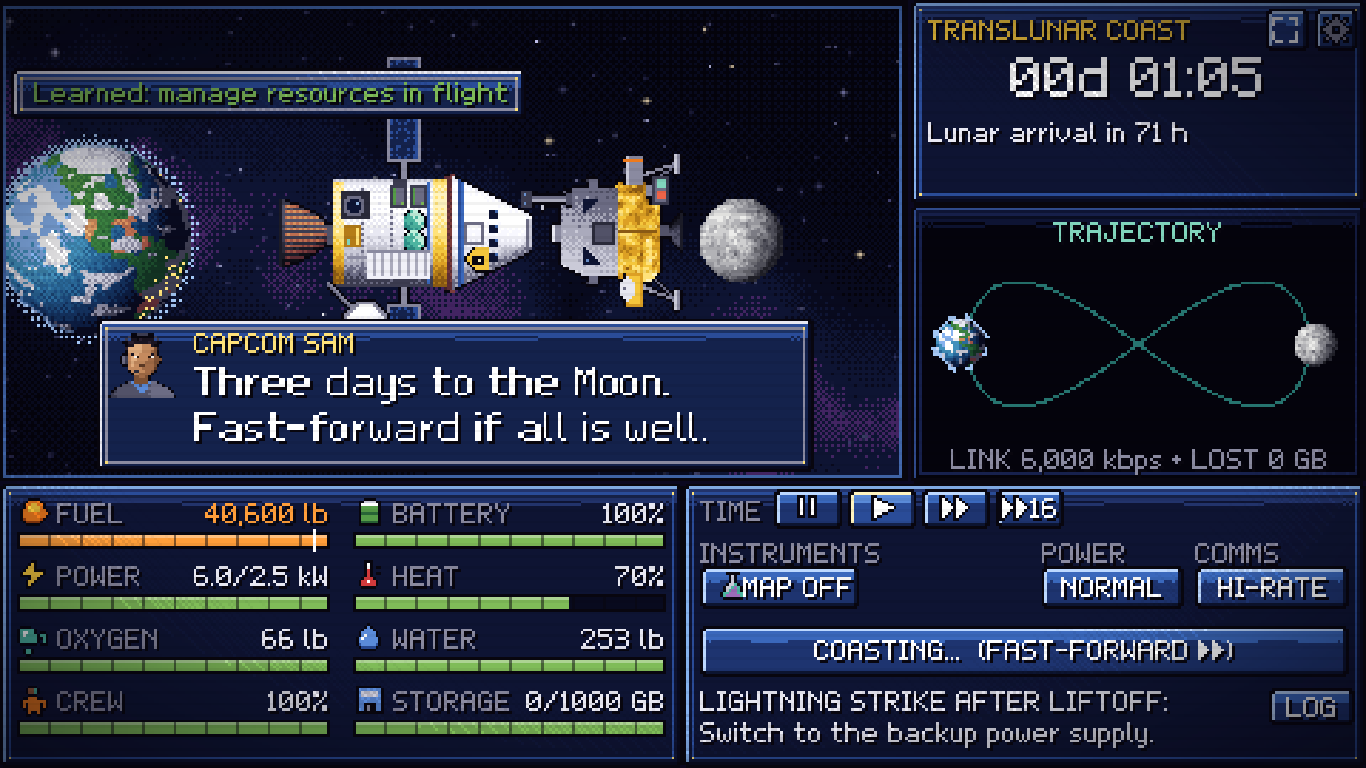 TRANSLUNAR COAST
00d 01:05
Lunar arrival in 71 h
Learned: manage resources in flight
CAPCOM SAM
Three days to the Moon.
Fast-forward if all is well.
TRAJECTORY
LINK 6,000 kbps + LOST 0 GB
FUEL 40,600 lb
BATTERY 100%
POWER 6.0/2.5 kW
HEAT 70%
OXYGEN 66 lb
WATER 253 lb
CREW 100%
STORAGE 0/1000 GB
TIME 16
INSTRUMENTS POWER COMMS
MAP OFF NORMAL HI-RATE
COASTING... (FAST-FORWARD )
LIGHTNING STRIKE AFTER LIFTOFF:
Switch to the backup power supply.
LOG